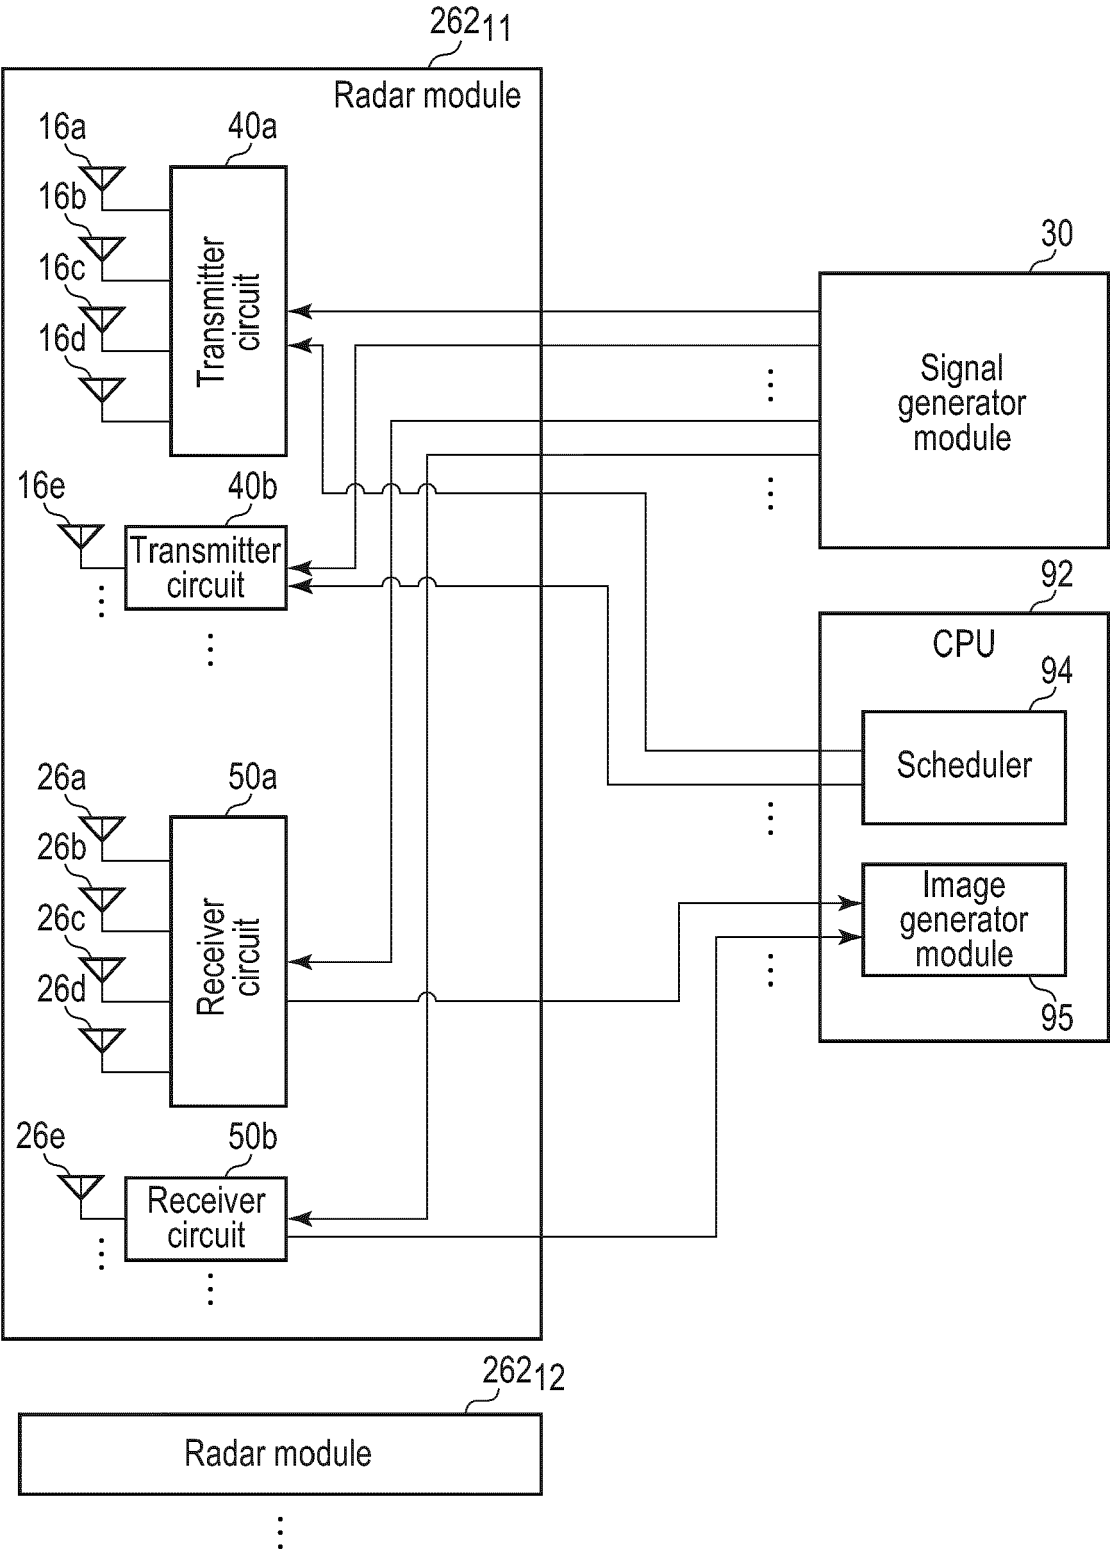 262₁₁
Radar module
16a
40a
16b
16c
16d
Transmitter
circuit
30
Signal
generator
module
16e
40b
Transmitter
circuit
92
CPU
94
Scheduler
26a
50a
26b
26c
26d
Receiver
circuit
Image
generator
module
95
26e
50b
Receiver
circuit
262₁₂
Radar module